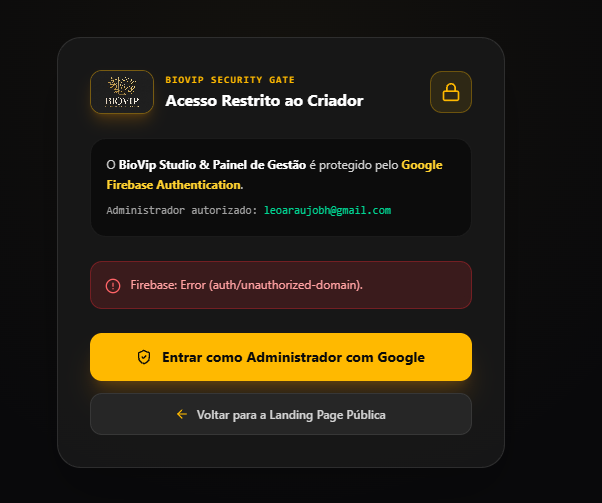 BIOVIP
BIOVIP SECURITY GATE
Acesso Restrito ao Criador
O BioVip Studio & Painel de Gestão é protegido pelo Google
Firebase Authentication.
Administrador autorizado: leoaraujobh@gmail.com
Firebase: Error (auth/unauthorized-domain).
Entrar como Administrador com Google
Voltar para a Landing Page Pública